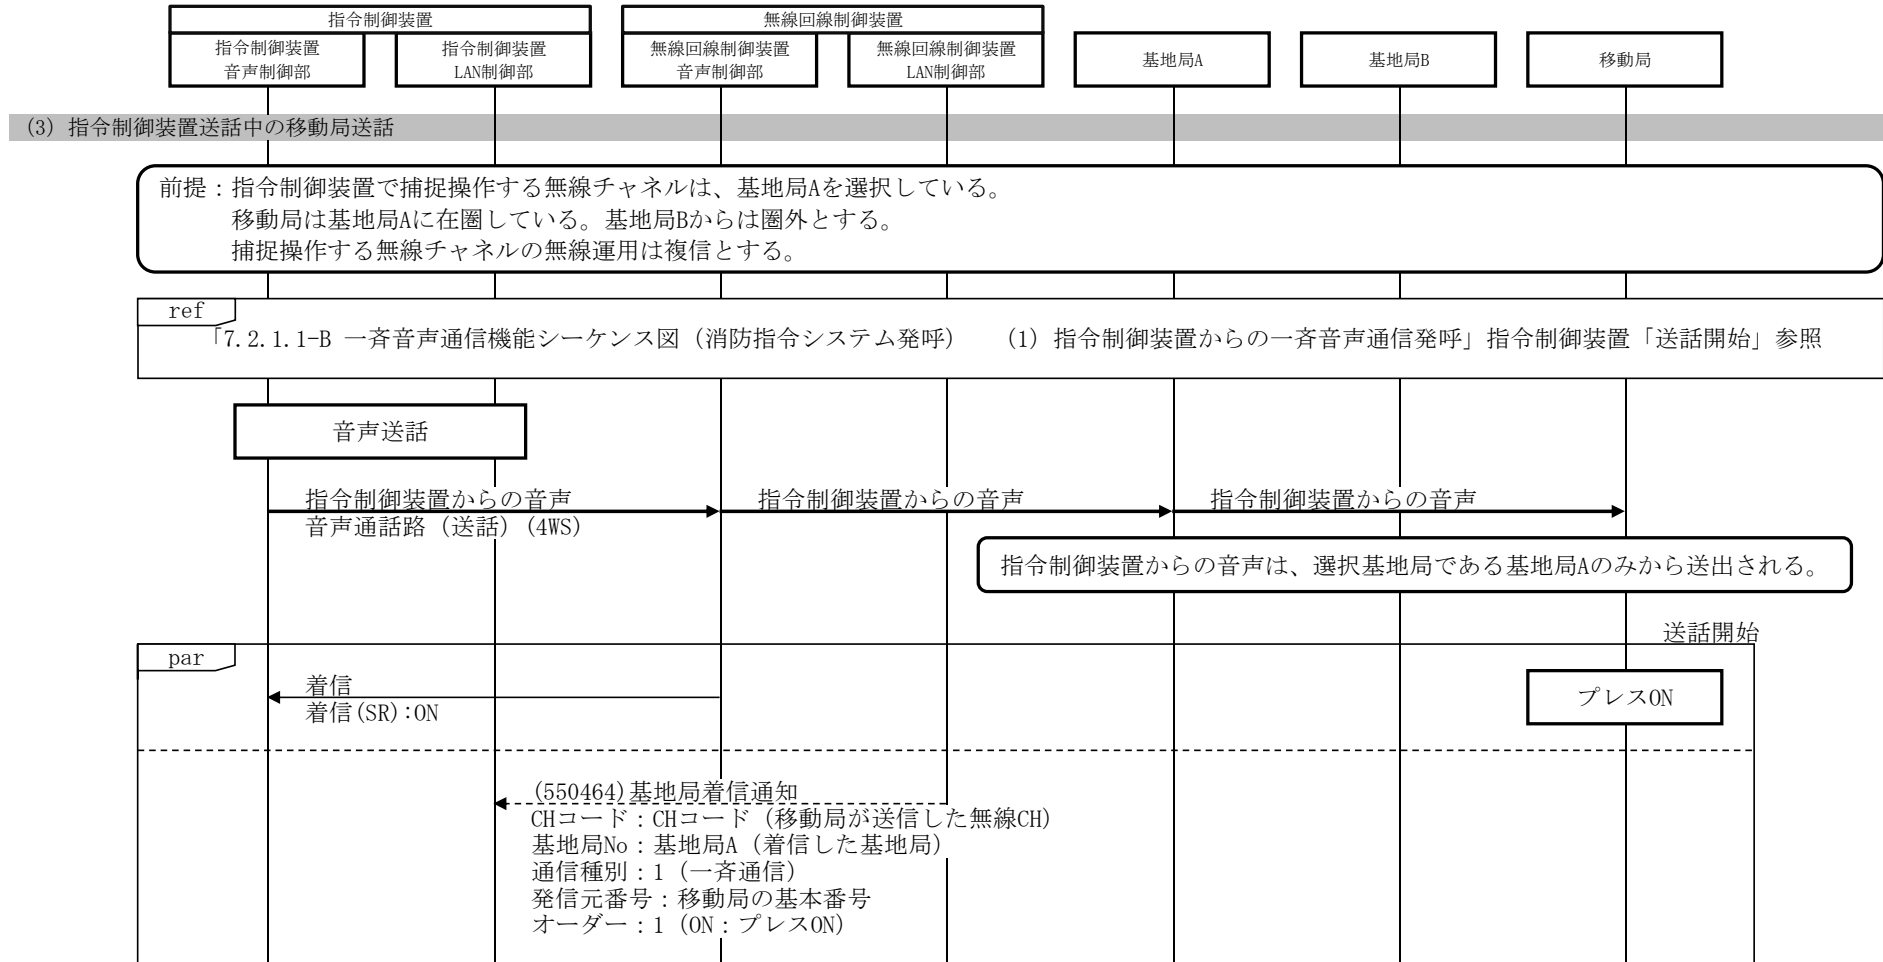 指令制御装置
無線回線制御装置
指令制御装置
音声制御部
指令制御装置
LAN制御部
無線回線制御装置
音声制御部
無線回線制御装置
LAN制御部
基地局A
基地局B
移動局
(3) 指令制御装置送話中の移動局送話
前提：指令制御装置で捕捉操作する無線チャネルは、基地局Aを選択している。
移動局は基地局Aに在圏している。基地局Bからは圏外とする。
捕捉操作する無線チャネルの無線運用は複信とする。
ref
「7.2.1.1-B 一斉音声通信機能シーケンス図（消防指令システム発呼） (1) 指令制御装置からの一斉音声通信発呼」指令制御装置「送話開始」参照
音声送話
指令制御装置からの音声
音声通話路（送話）(4WS)
指令制御装置からの音声
指令制御装置からの音声
指令制御装置からの音声は、選択基地局である基地局Aのみから送出される。
送話開始
par
着信
着信(SR):ON
プレスON
(550464)基地局着信通知
CHコード：CHコード（移動局が送信した無線CH）
基地局No：基地局A（着信した基地局）
通信種別：1（一斉通信）
発信元番号：移動局の基本番号
オーダー：1（ON：プレスON）